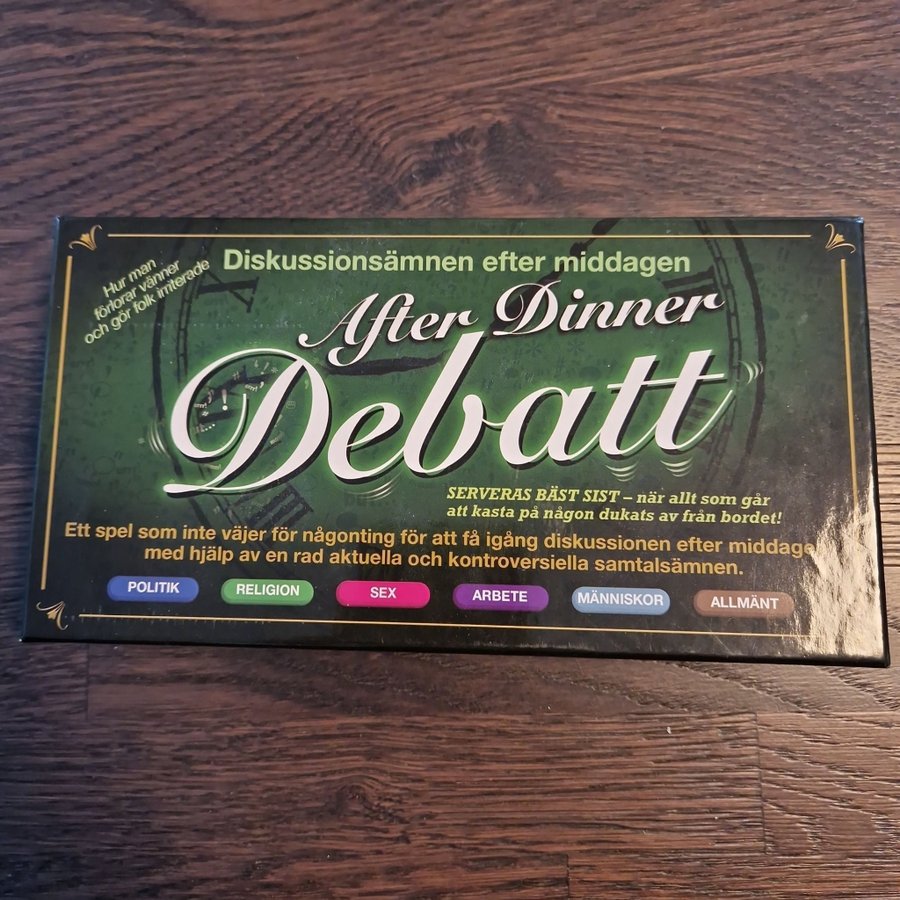 Diskussionsämnen efter middagen
Hur man
förlorar vänner
och gör folk irriterade
After Dinner
Debatt
SERVERAS BÄST SIST – när allt som går
att kasta på någon dukats av från bordet!
Ett spel som inte väjer för någonting för att få igång diskussionen efter middagen
med hjälp av en rad aktuella och kontroversiella samtalsämnen.
POLITIK RELIGION SEX ARBETE MÄNNISKOR ALLMÄNT